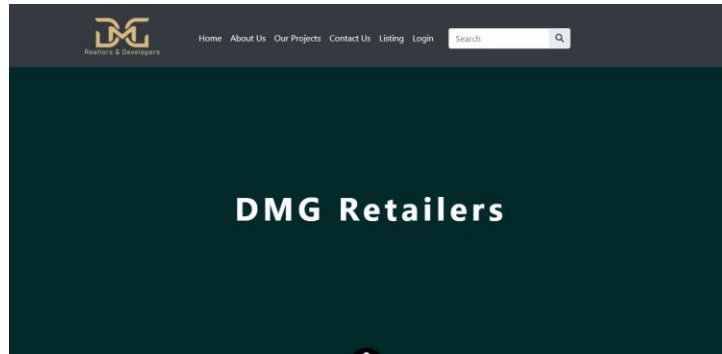 DMG
Realtors & Developers
Home About Us Our Projects Contact Us Listing Login Search
DMG Retailers